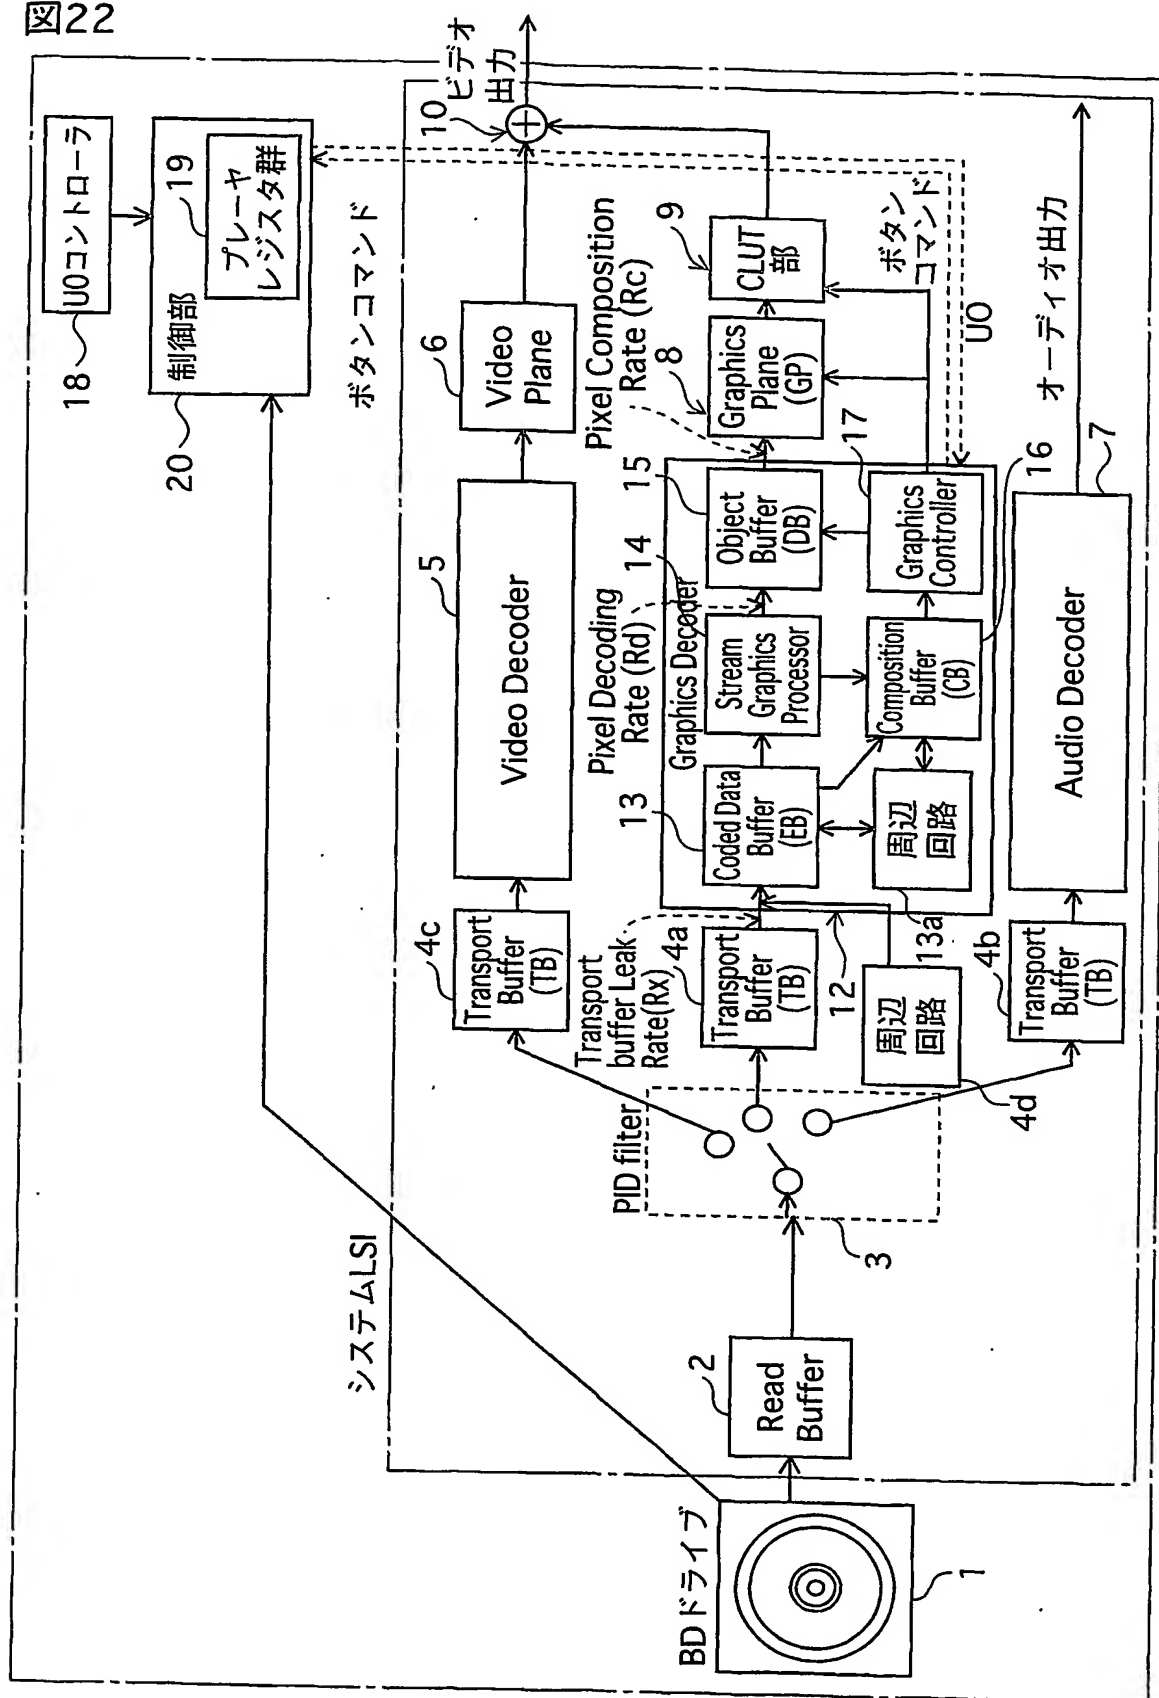 図22
UOコントローラ
18
制御部
プレーヤ
レジスタ群
19
20
ボタンコマンド
システムLSI
BDドライブ
1
Read
Buffer
2
PID filter
3
Transport
Buffer
(TB)
4c
Video Decoder
5
Video
Plane
6
10
ビデオ
出力
Transport
buffer Leak
Rate(Rx)
Transport
Buffer
(TB)
4a
周辺
回路
4d
12
Graphics Decoder
Coded Data
Buffer
(EB)
13
周辺
回路
13a
Pixel Decoding
Rate (Rd)
Stream
Graphics
Processor
14
Object
Buffer
(DB)
15
Composition
Buffer
(CB)
16
Graphics
Controller
17
Pixel Composition
Rate (Rc)
Graphics
Plane
(GP)
8
CLUT
部
9
ボタン
コマンド
UO
Transport
Buffer
(TB)
4b
Audio Decoder
7
オーディオ出力